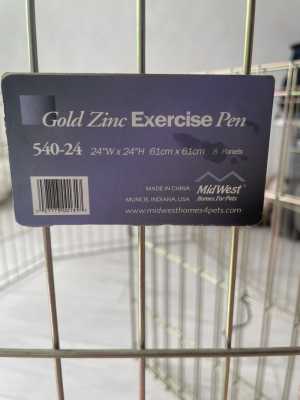 Gold Zinc Exercise Pen
540-24 24"W x 24"H 61cm x 61cm 8 Panels
MADE IN CHINA
MUNCIE, INDIANA, USA
MidWest
Homes For Pets
www.midwesthomes4pets.com